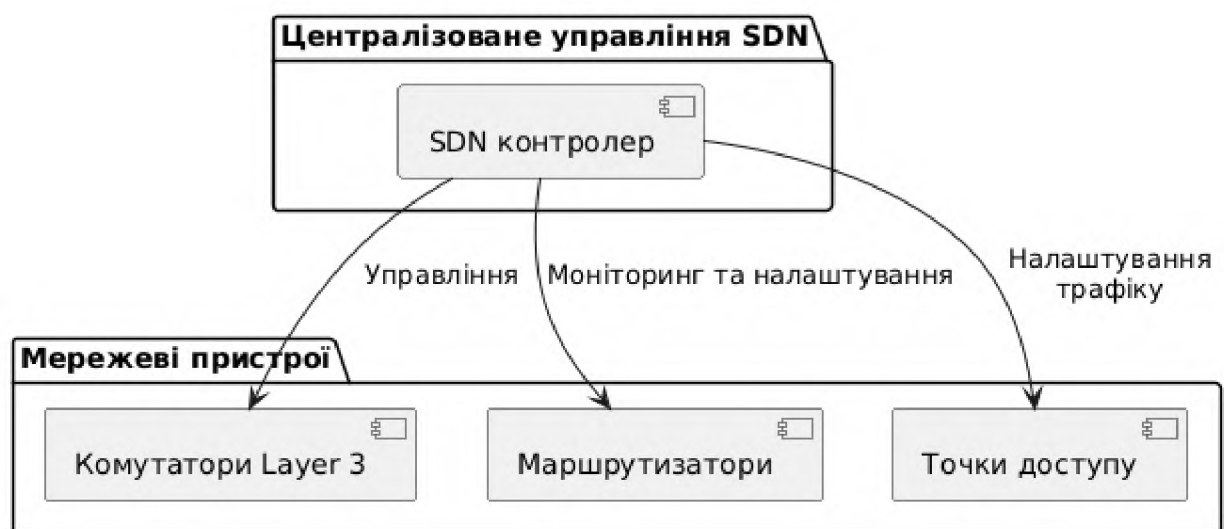 Централізоване управління SDN
SDN контролер
Управління
Моніторинг та налаштування
Налаштування
трафіку
Мережеві пристрої
Комутатори Layer 3
Маршрутизатори
Точки доступу